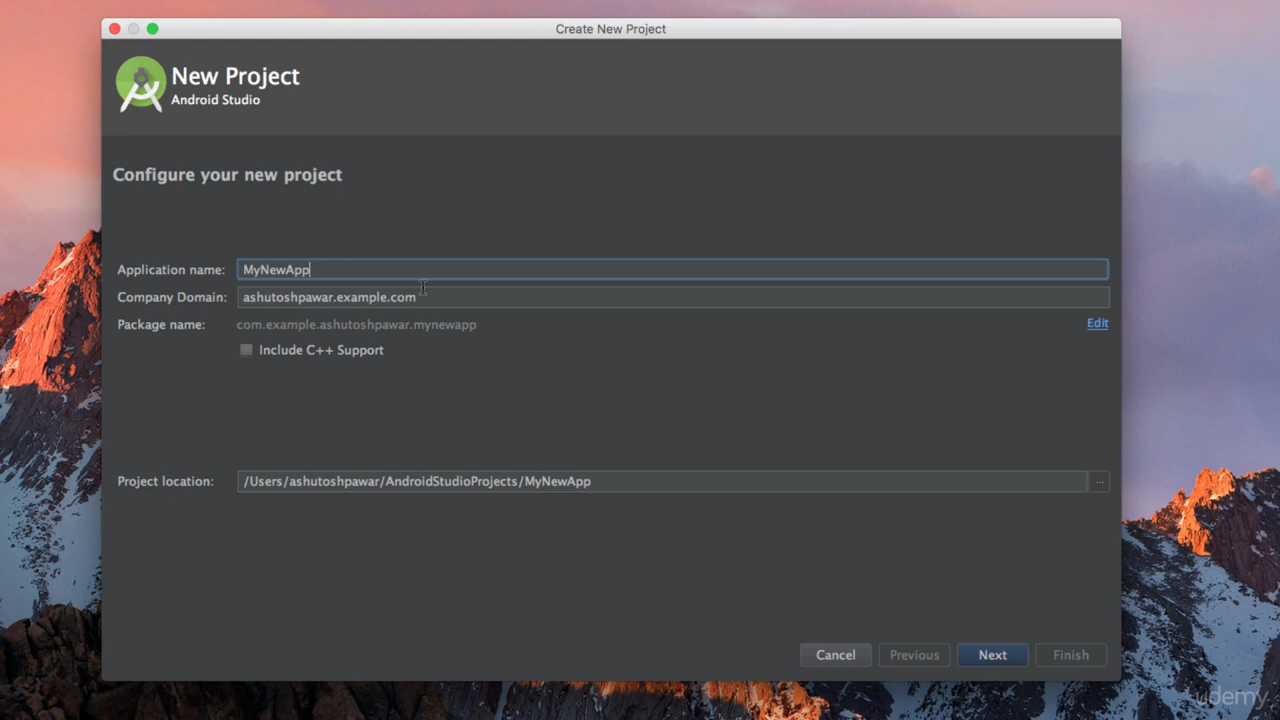 Create New Project
New Project
Android Studio
Configure your new project
Application name: MyNewApp
Company Domain: ashutoshpawar.example.com
Package name: com.example.ashutoshpawar.mynewapp Edit
Include C++ Support
Project location: /Users/ashutoshpawar/AndroidStudioProjects/MyNewApp ...
Cancel Previous Next Finish
udemy